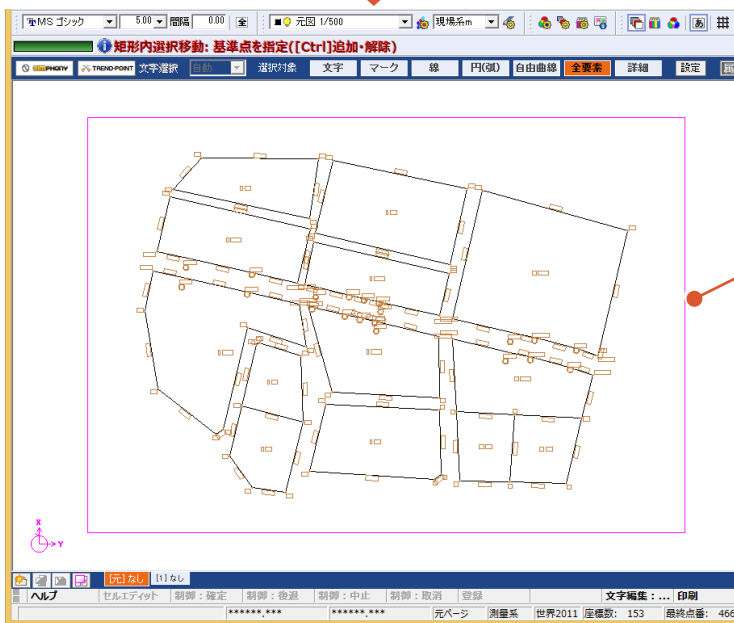 MS ゴシック 5.00 間隔 0.00 全 元図 1/500 現場系m あ
矩形内選択移動: 基準点を指定([Ctrl]追加・解除)
TREND-POINT 文字選択 自動 選択対象 文字 マーク 線 円(弧) 自由曲線 全要素 詳細 設定
X
Y
[元]なし [1]なし
ヘルプ セルエディット 制御:確定 制御:後退 制御:中止 制御:取消 登録 文字編集:... 印刷
******.*** ******.*** 元ページ 測量系 世界2011 座標数: 153 最終点番: 466